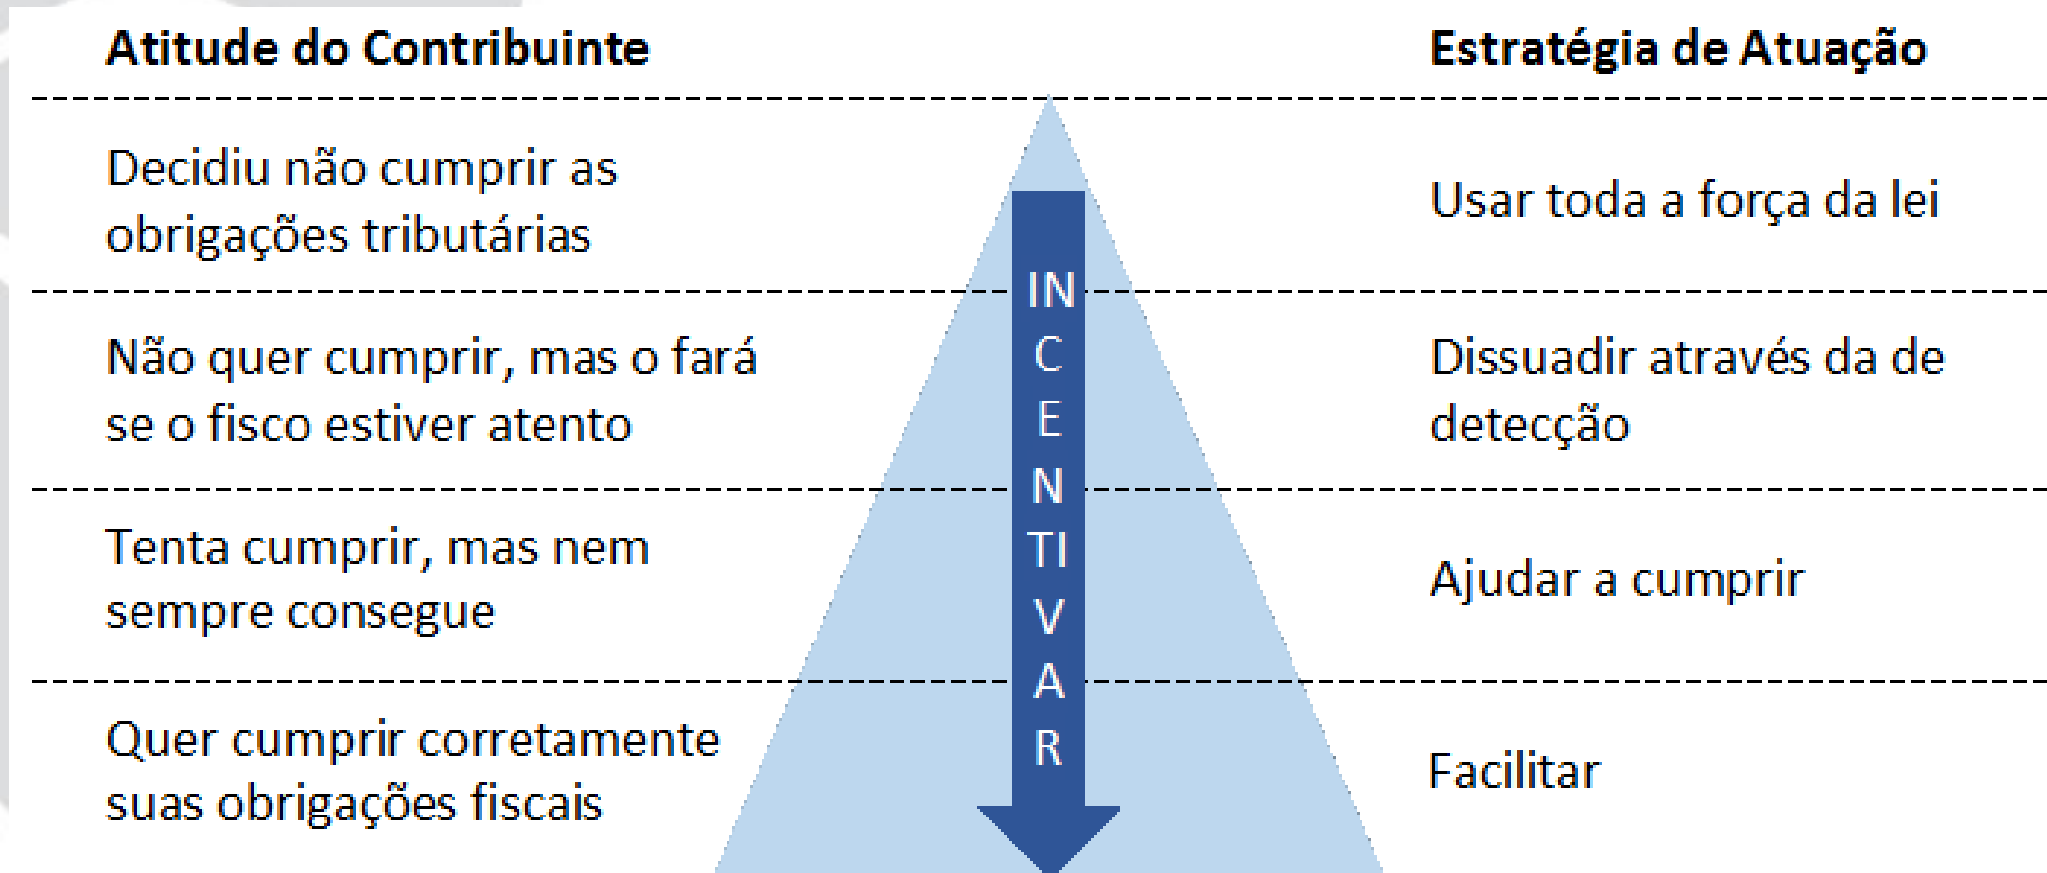 Atitude do Contribuinte
Estratégia de Atuação
Decidiu não cumprir as
obrigações tributárias
Usar toda a força da lei
Não quer cumprir, mas o fará
se o fisco estiver atento
Dissuadir através da de
detecção
Tenta cumprir, mas nem
sempre consegue
Ajudar a cumprir
Quer cumprir corretamente
suas obrigações fiscais
Facilitar
IN
C
E
N
TI
V
A
R